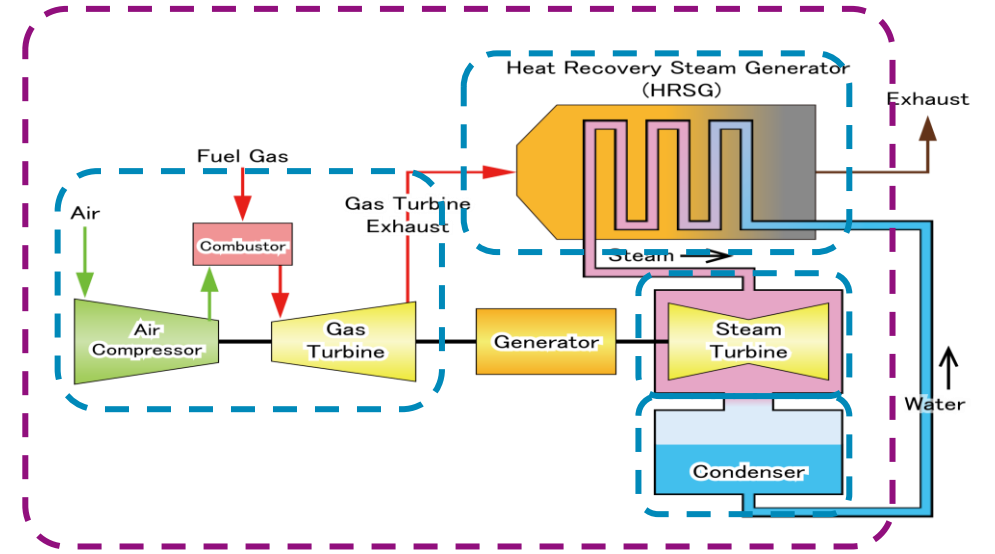 Heat Recovery Steam Generator
(HRSG)
Exhaust
Fuel Gas
Air
Gas Turbine
Exhaust
Combustor
Steam
Air
Compressor
Gas
Turbine
Generator
Steam
Turbine
Water
Condenser